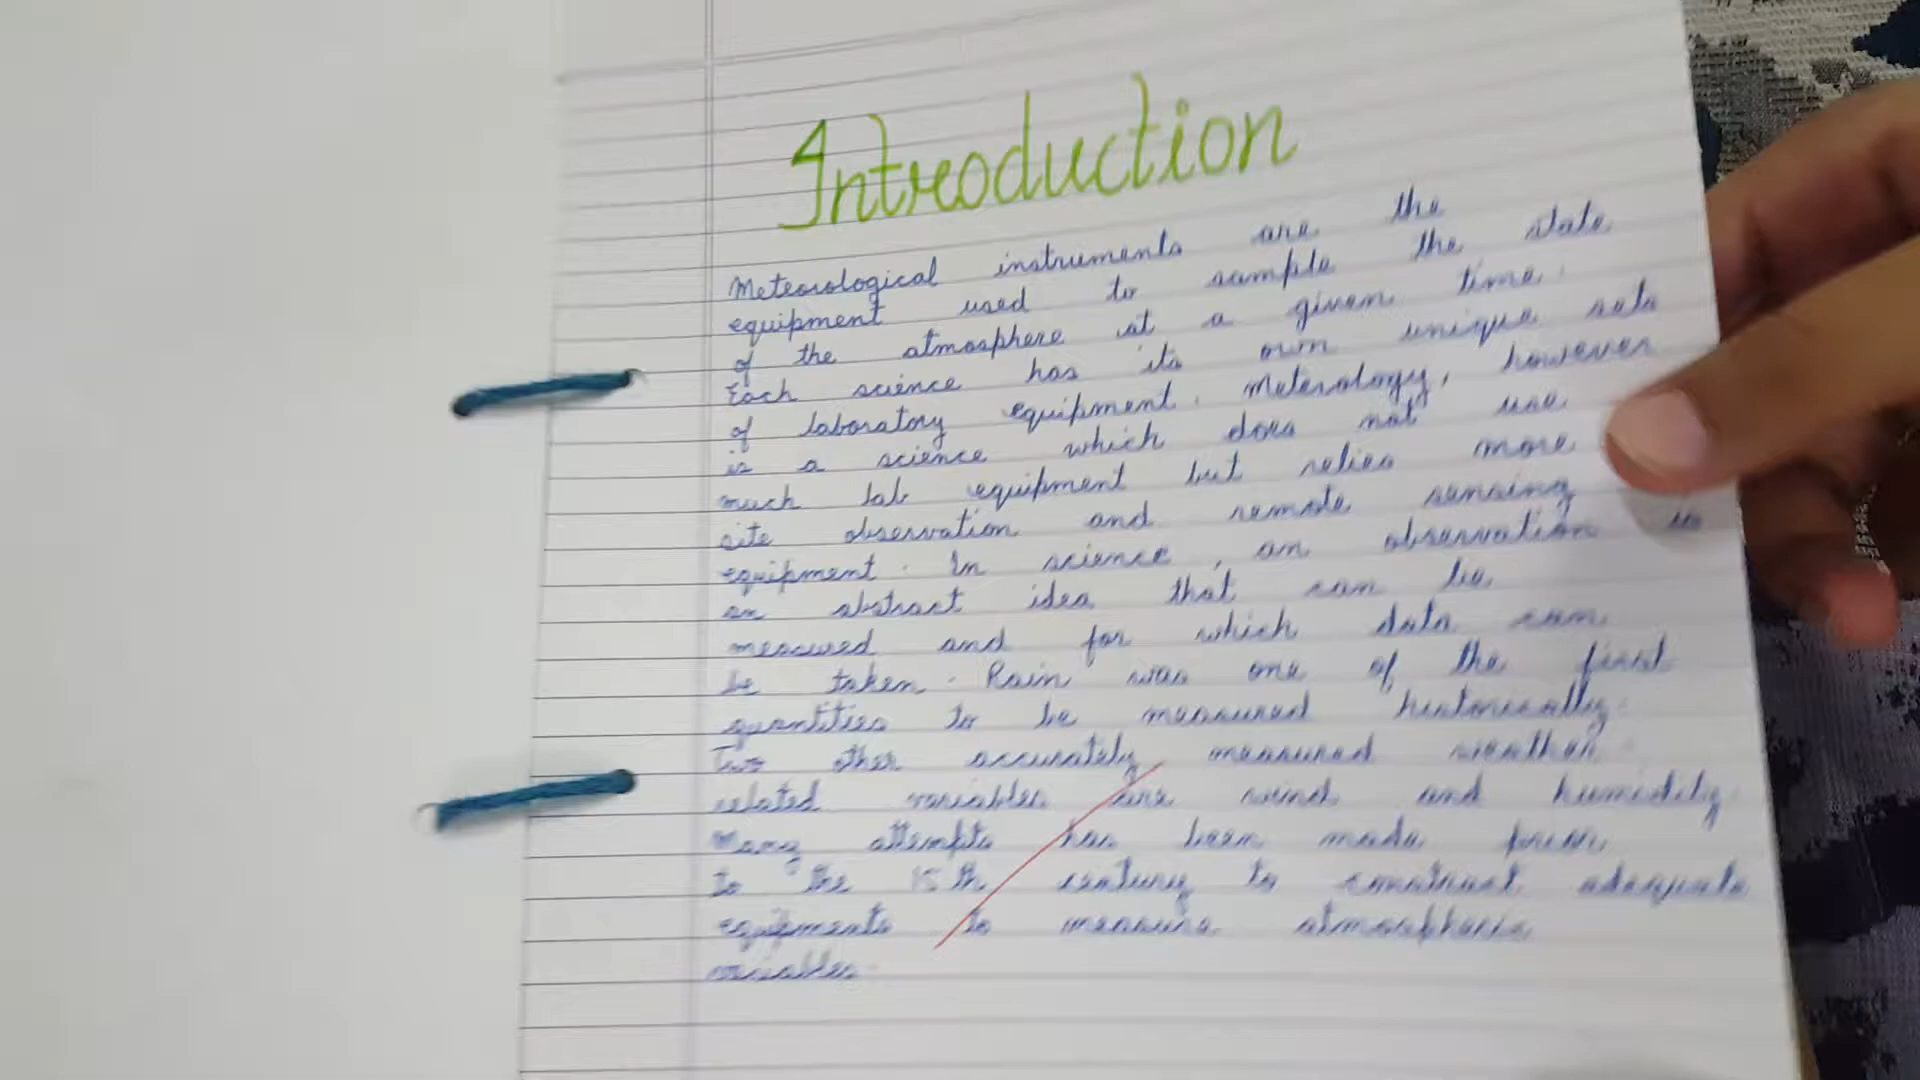 Introduction
Meteorological instruments are the
equipment used to sample the state
of the atmosphere at a given time.
Each science has its own unique sets
of laboratory equipment. Meterology, however
is a science which does not use
much lab equipment but relies more
site observation and remote sensing
equipment. In science, an observation is
an abstract idea that can be
measured and for which data can
be taken. Rain was one of the first
quantities to be measured historically.
Two other accurately measured weather
related variables are wind and humidity.
Many attempts has been made prior
to the 15th century to construct adequate
equipments to measure atmospheric
variables.